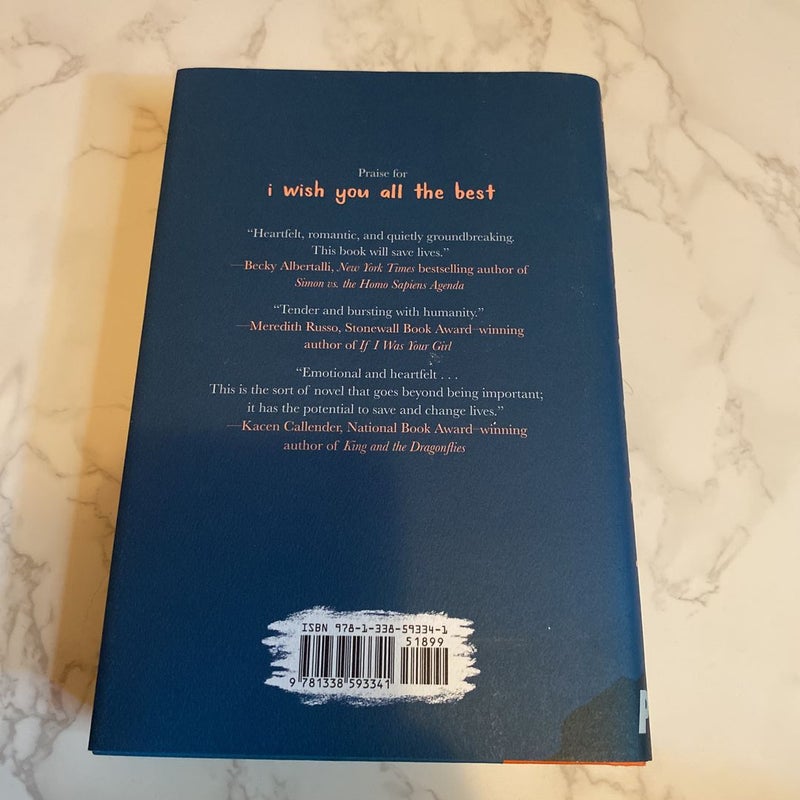 Praise for
i wish you all the best
“Heartfelt, romantic, and quietly groundbreaking.
This book will save lives.”
—Becky Albertalli, New York Times bestselling author of
Simon vs. the Homo Sapiens Agenda
“Tender and bursting with humanity.”
—Meredith Russo, Stonewall Book Award–winning
author of If I Was Your Girl
“Emotional and heartfelt . . .
This is the sort of novel that goes beyond being important;
it has the potential to save and change lives.”
—Kacen Callender, National Book Award–winning
author of King and the Dragonflies
ISBN 978-1-338-59334-1
51899
9 781338 593341